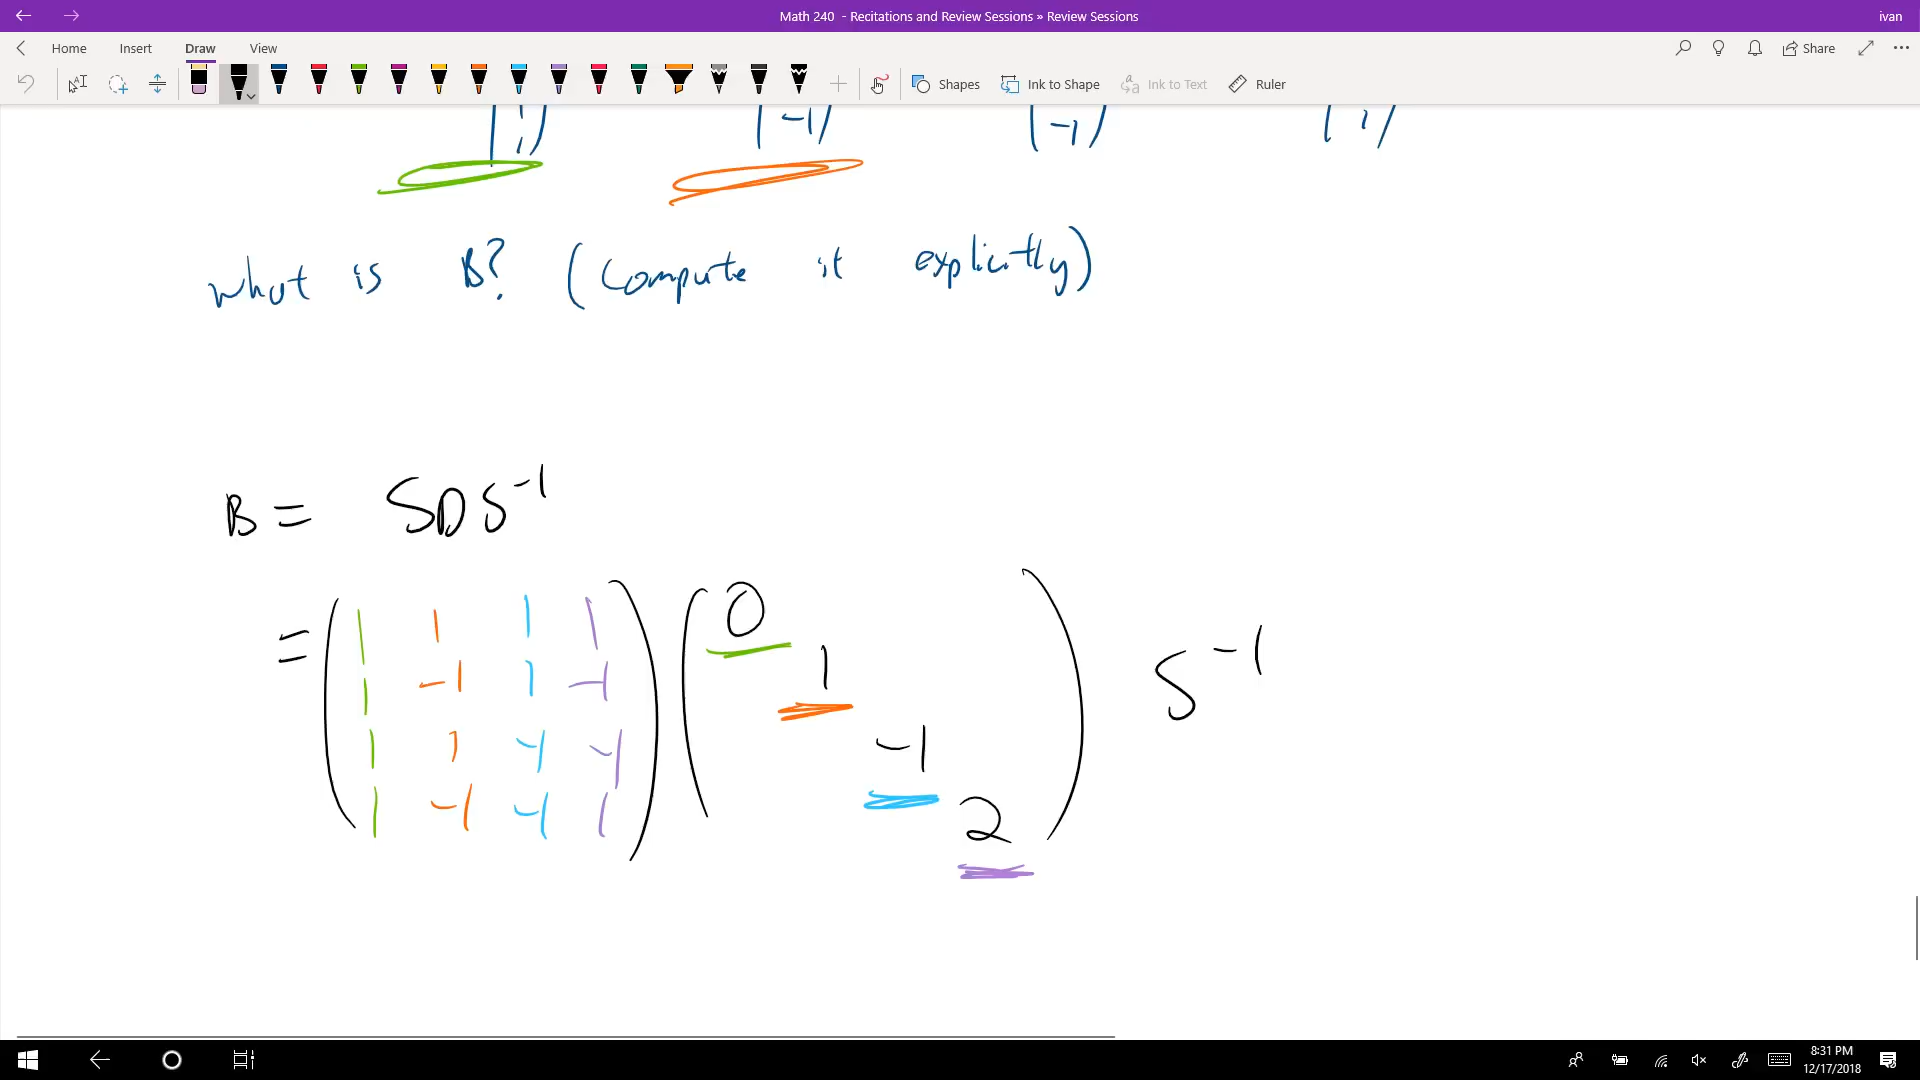 Math 240 - Recitations and Review Sessions » Review Sessions
ivan
Home Insert Draw View
Share
Shapes Ink to Shape Ink to Text Ruler
-1) (-1)
What is B? (compute it explicitly)
B = SDS⁻¹
= ( 1 1 1 1 ) ( 0 ) S⁻¹
1 -1 1 -1 1
1 1 -1 -1 -1
1 -1 -1 1 2
8:31 PM
12/17/2018